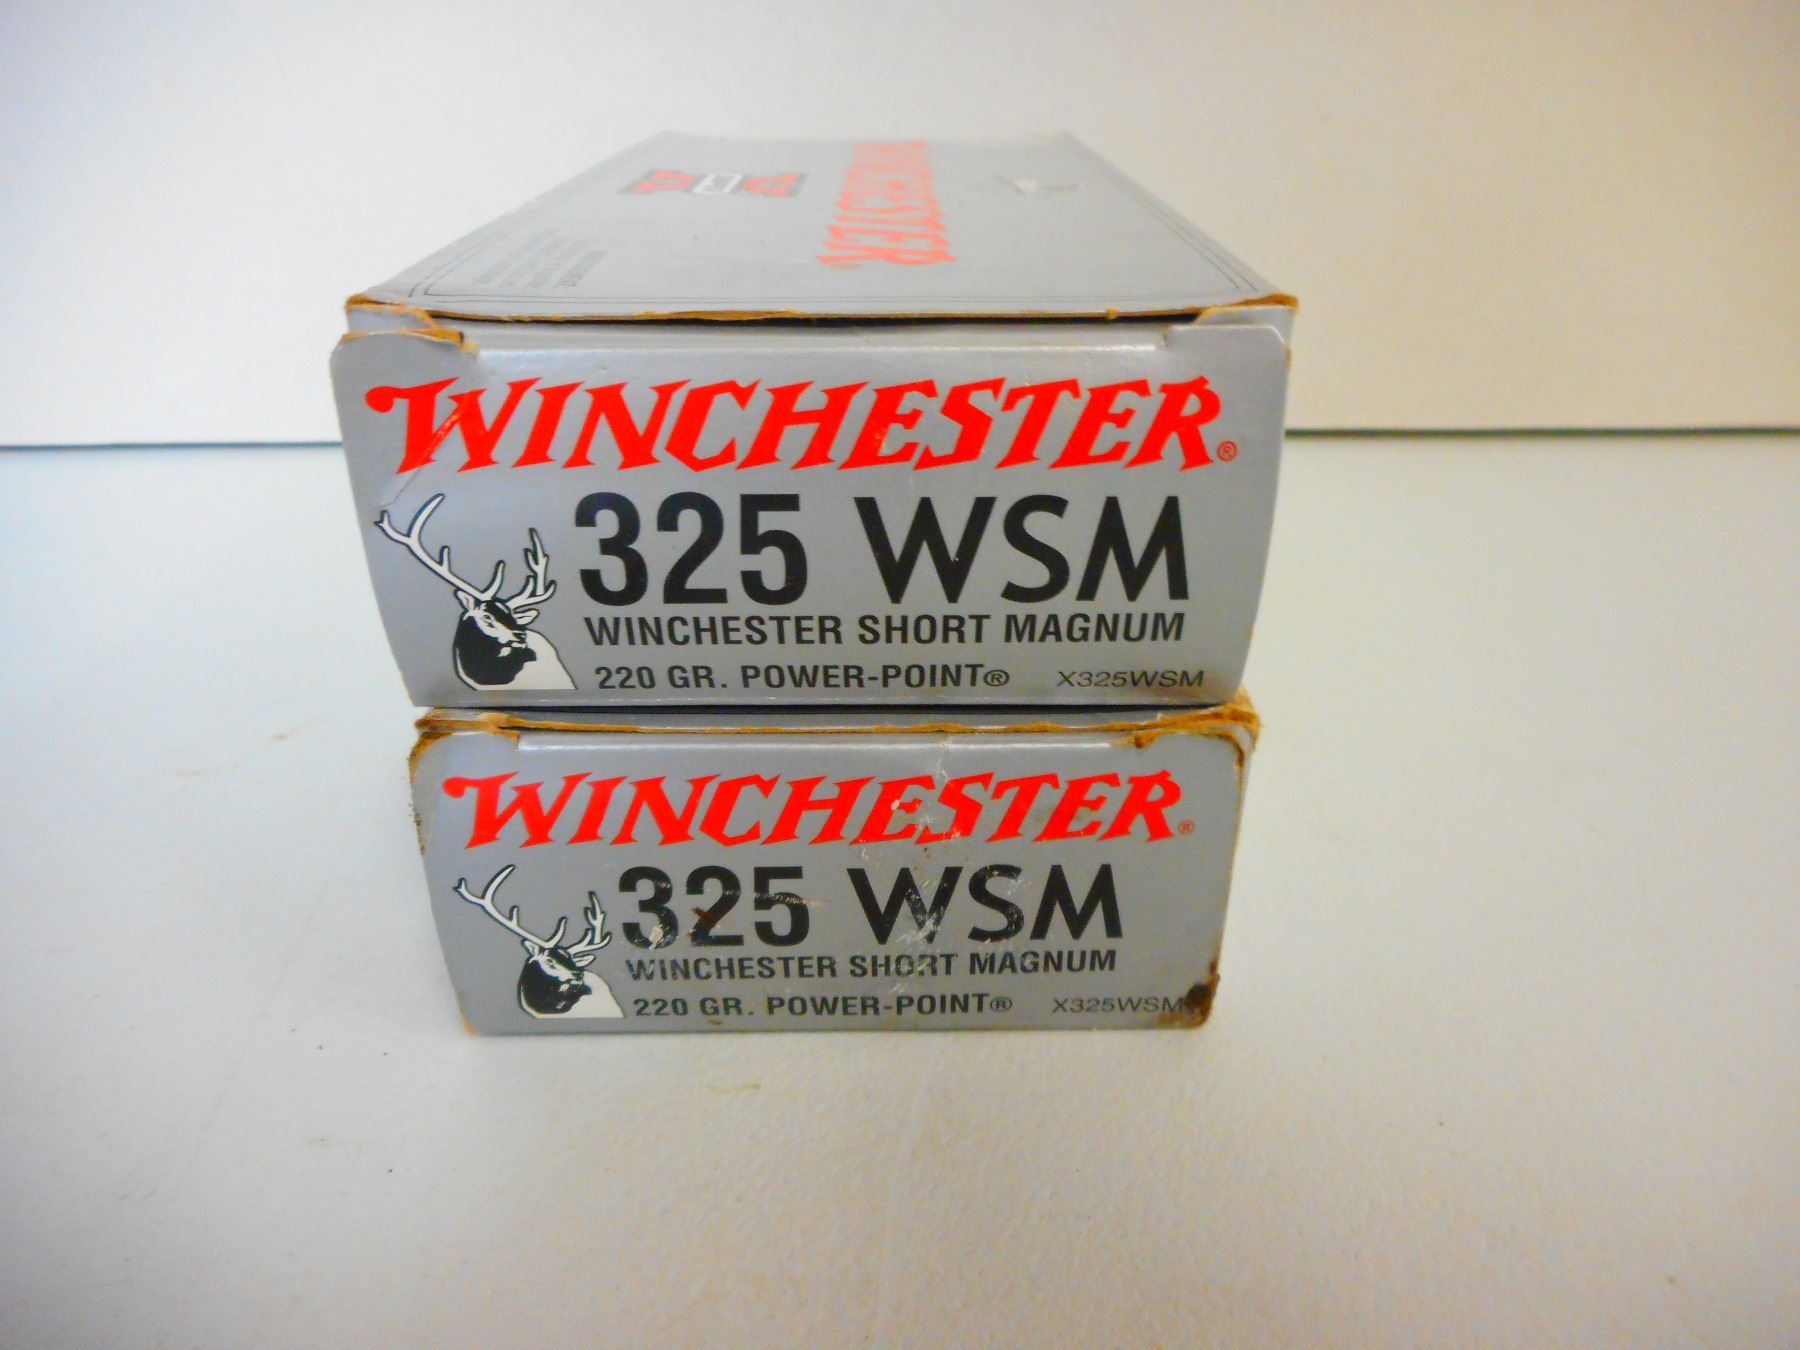 WINCHESTER®
WINCHESTER®
325 WSM
WINCHESTER SHORT MAGNUM
220 GR. POWER-POINT® X325WSM
WINCHESTER®
325 WSM
WINCHESTER SHORT MAGNUM
220 GR. POWER-POINT® X325WSM